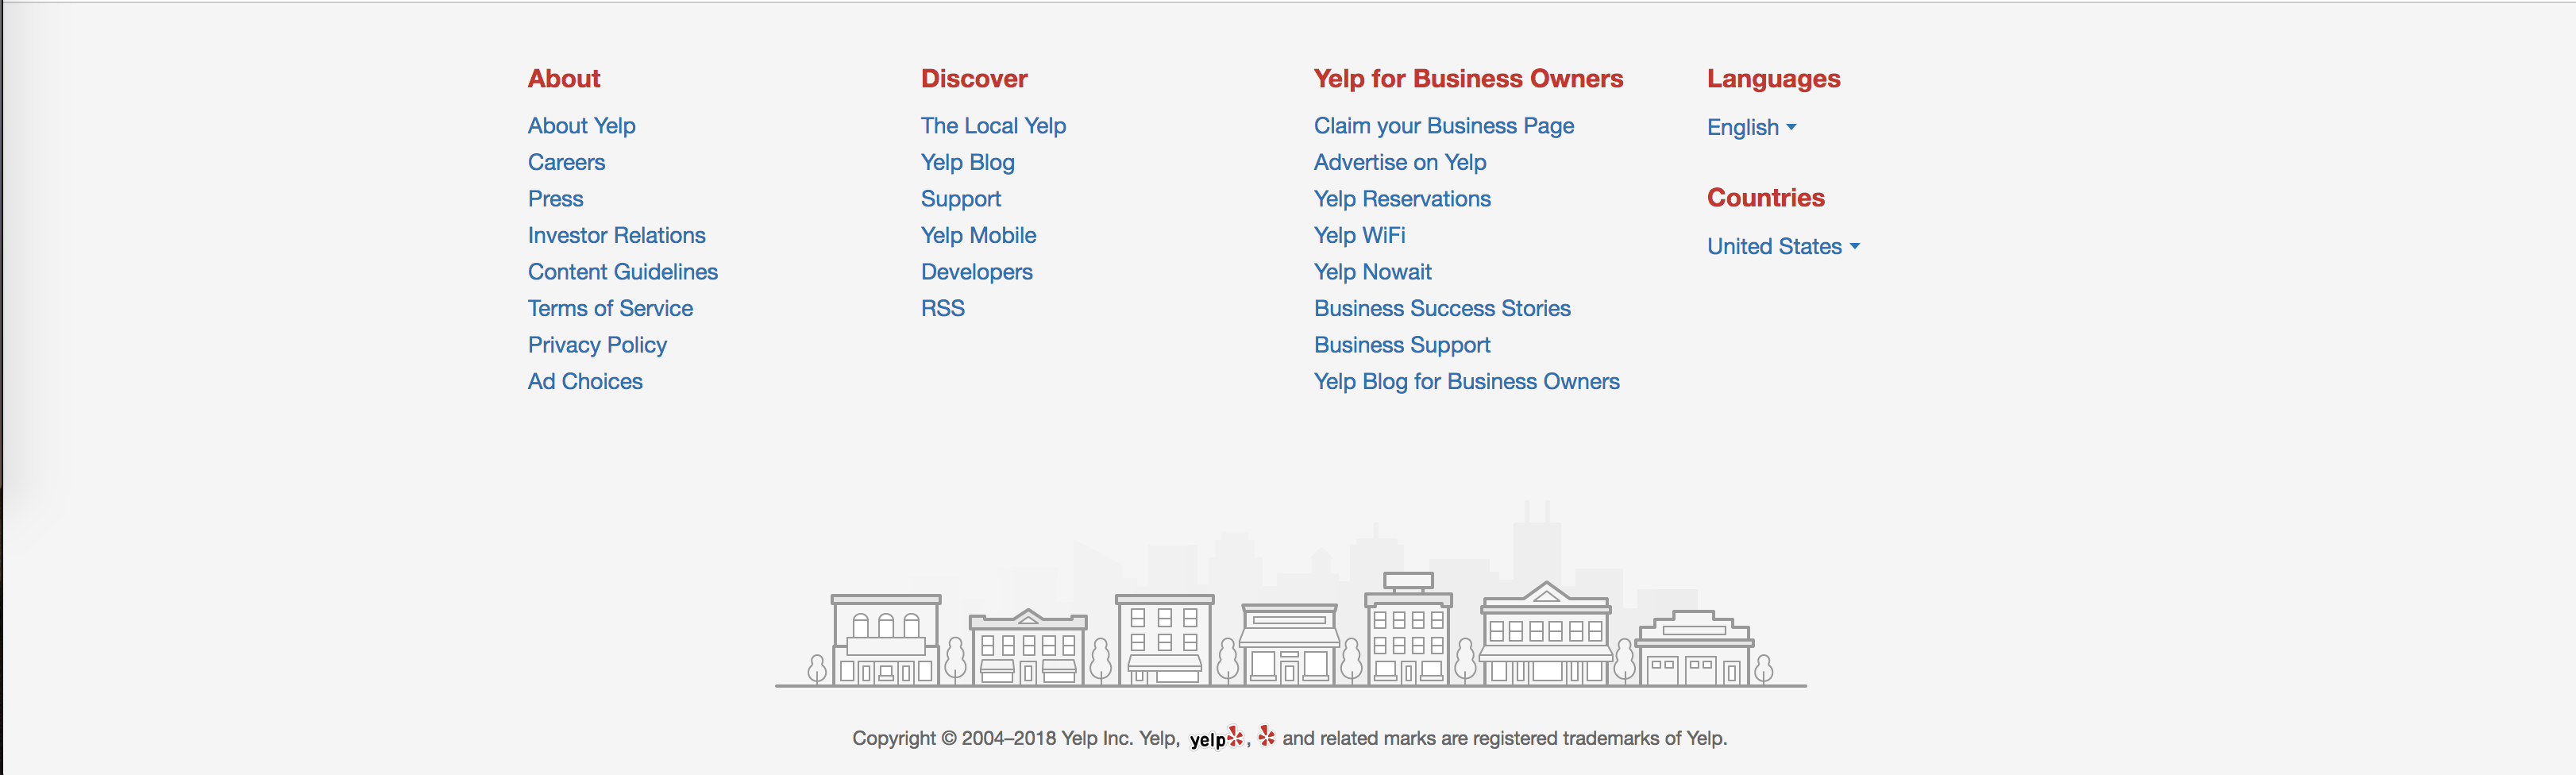 About
About Yelp
Careers
Press
Investor Relations
Content Guidelines
Terms of Service
Privacy Policy
Ad Choices
Discover
The Local Yelp
Yelp Blog
Support
Yelp Mobile
Developers
RSS
Yelp for Business Owners
Claim your Business Page
Advertise on Yelp
Yelp Reservations
Yelp WiFi
Yelp Nowait
Business Success Stories
Business Support
Yelp Blog for Business Owners
Languages
English
Countries
United States
Copyright © 2004–2018 Yelp Inc. Yelp, yelp, and related marks are registered trademarks of Yelp.